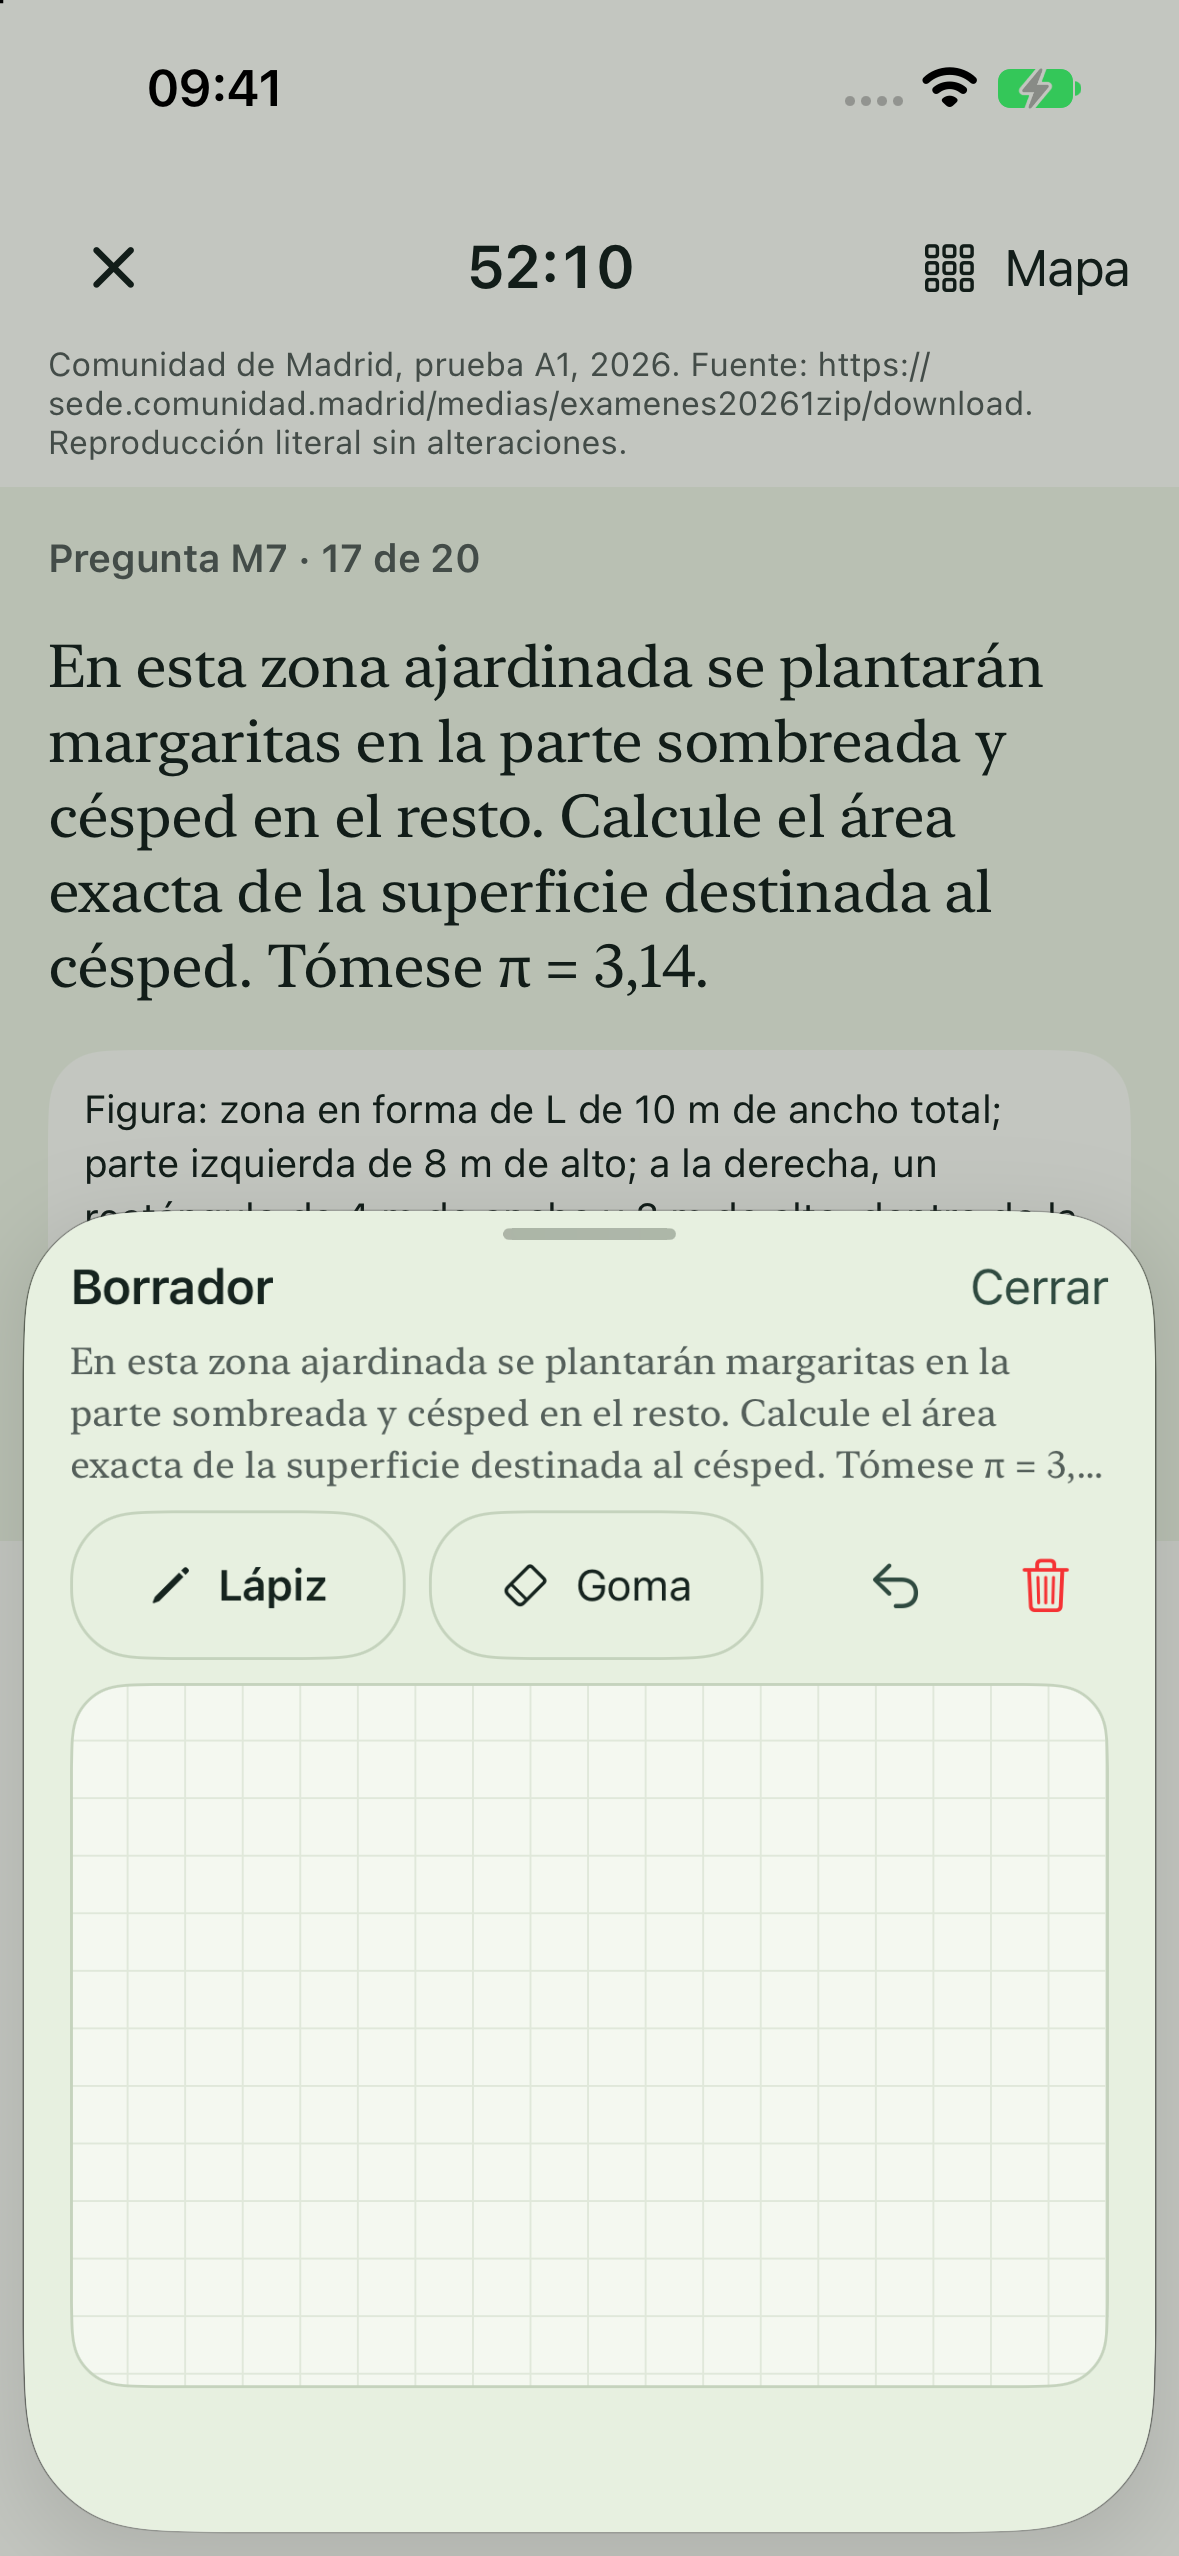 09:41
52:10
Mapa
Comunidad de Madrid, prueba A1, 2026. Fuente: https://
sede.comunidad.madrid/medias/examenes20261zip/download.
Reproducción literal sin alteraciones.
Pregunta M7 · 17 de 20
En esta zona ajardinada se plantarán
margaritas en la parte sombreada y
césped en el resto. Calcule el área
exacta de la superficie destinada al
césped. Tómese π = 3,14.
Figura: zona en forma de L de 10 m de ancho total;
parte izquierda de 8 m de alto; a la derecha, un
Borrador
Cerrar
En esta zona ajardinada se plantarán margaritas en la
parte sombreada y césped en el resto. Calcule el área
exacta de la superficie destinada al césped. Tómese π = 3,...
Lápiz
Goma